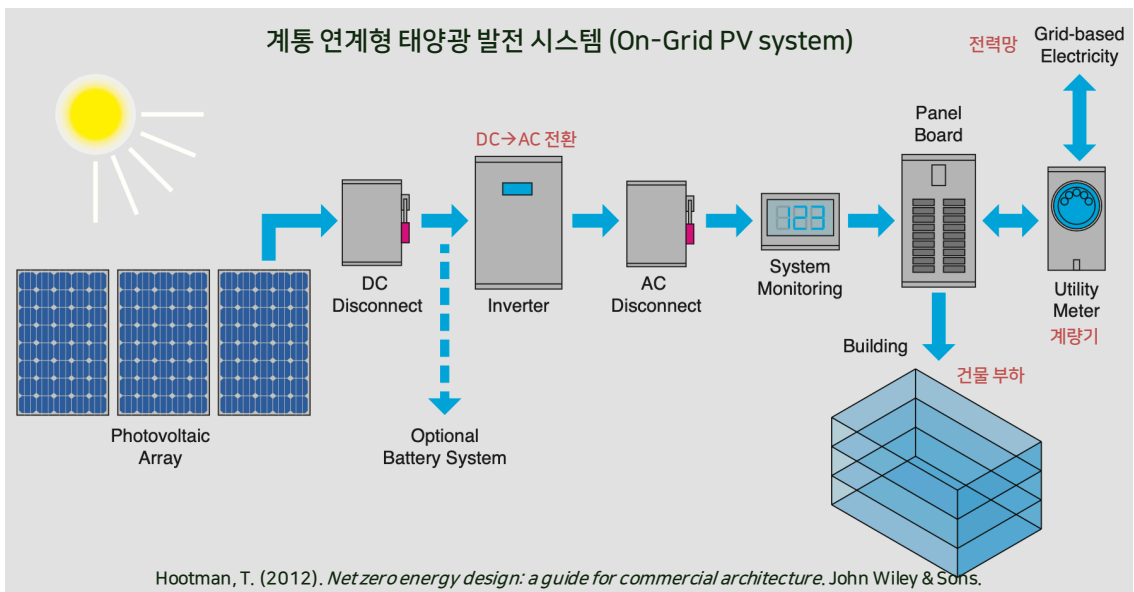 계통 연계형 태양광 발전 시스템 (On-Grid PV system)
전력망
Grid-based
Electricity
DC→AC 전환
Panel
Board
123
DC
Disconnect
Inverter
AC
Disconnect
System
Monitoring
Utility
Meter
계량기
Building
건물 부하
Photovoltaic
Array
Optional
Battery System
Hootman, T. (2012). Net zero energy design: a guide for commercial architecture. John Wiley & Sons.